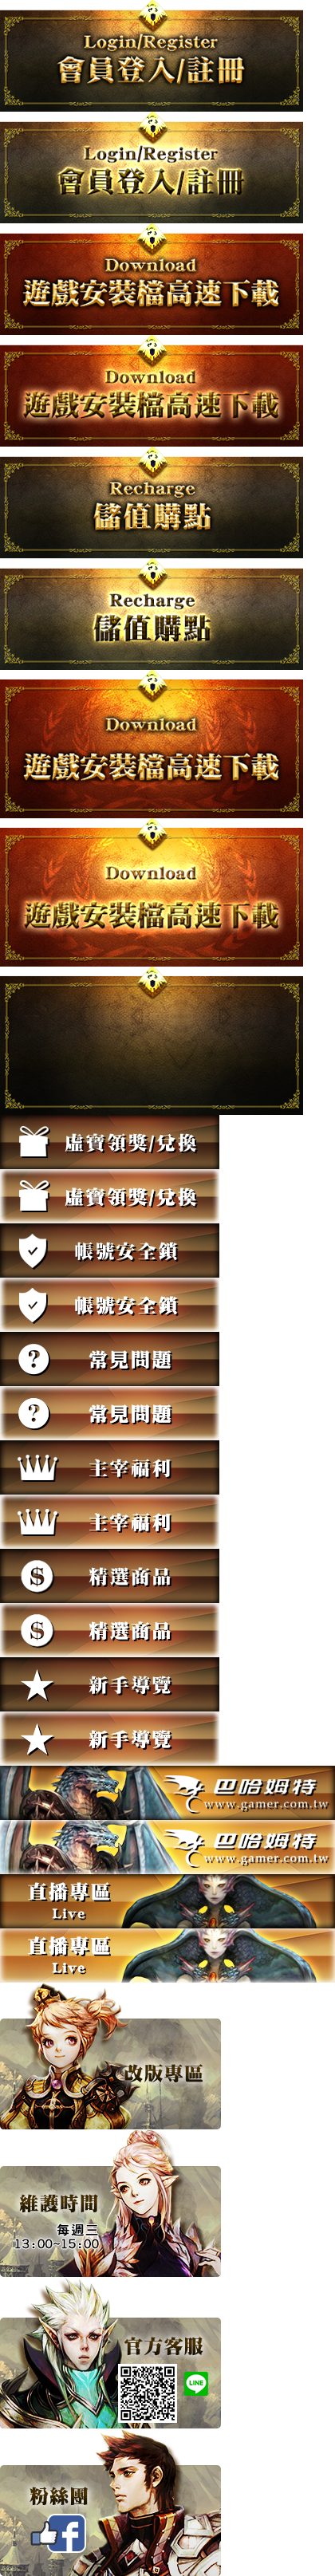 Login/Register
會員登入/註冊
Login/Register
會員登入/註冊
Download
遊戲安裝檔高速下載
Download
遊戲安裝檔高速下載
Recharge
儲值購點
Recharge
儲值購點
Download
遊戲安裝檔高速下載
Download
遊戲安裝檔高速下載
虛寶領獎/兌換
虛寶領獎/兌換
帳號安全鎖
帳號安全鎖
常見問題
常見問題
主宰福利
主宰福利
精選商品
精選商品
新手導覽
新手導覽
巴哈姆特
www.gamer.com.tw
巴哈姆特
www.gamer.com.tw
直播專區
Live
直播專區
Live
改版專區
維護時間
每週三
13:00~15:00
官方客服
LINE
粉絲團